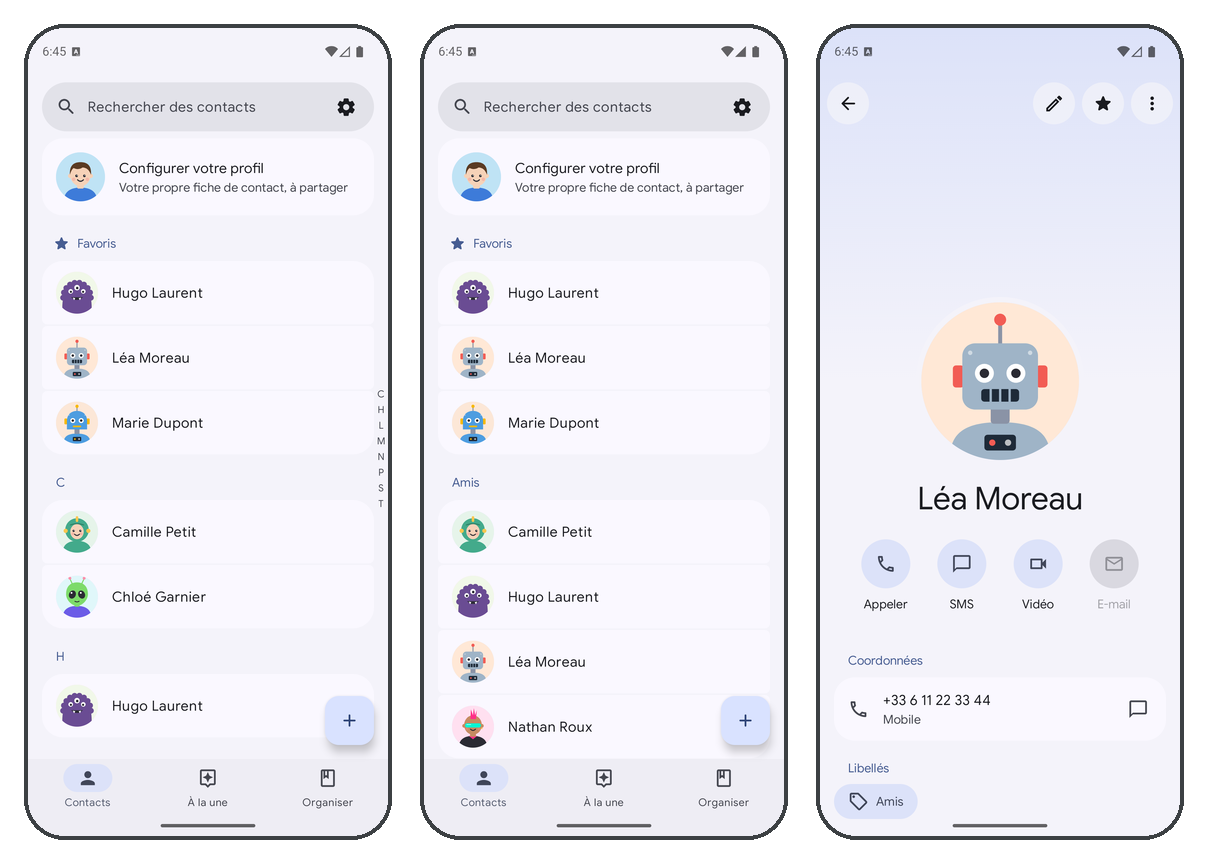 6:45
Rechercher des contacts
Configurer votre profil
Votre propre fiche de contact, à partager
Favoris
Hugo Laurent
Léa Moreau
Marie Dupont
C
Camille Petit
Chloé Garnier
H
Hugo Laurent
C
H
L
M
N
P
S
T
Contacts
À la une
Organiser
6:45
Rechercher des contacts
Configurer votre profil
Votre propre fiche de contact, à partager
Favoris
Hugo Laurent
Léa Moreau
Marie Dupont
Amis
Camille Petit
Hugo Laurent
Léa Moreau
Nathan Roux
Contacts
À la une
Organiser
6:45
Léa Moreau
Appeler SMS Vidéo E-mail
Coordonnées
+33 6 11 22 33 44
Mobile
Libellés
Amis